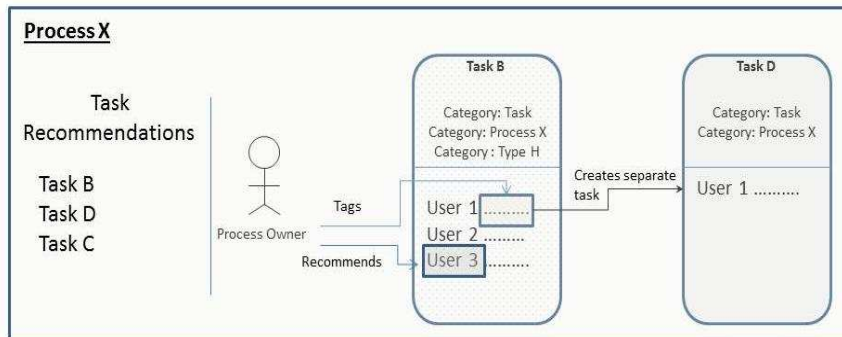 Process X
Task
Recommendations
Task B
Task D
Task C
Process Owner
Tags
Recommends
Task B
Category: Task
Category: Process X
Category : Type H
User 1 .........
User 2 ........
User 3 ..........
Creates separate
task
Task D
Category: Task
Category: Process X
User 1 ..........